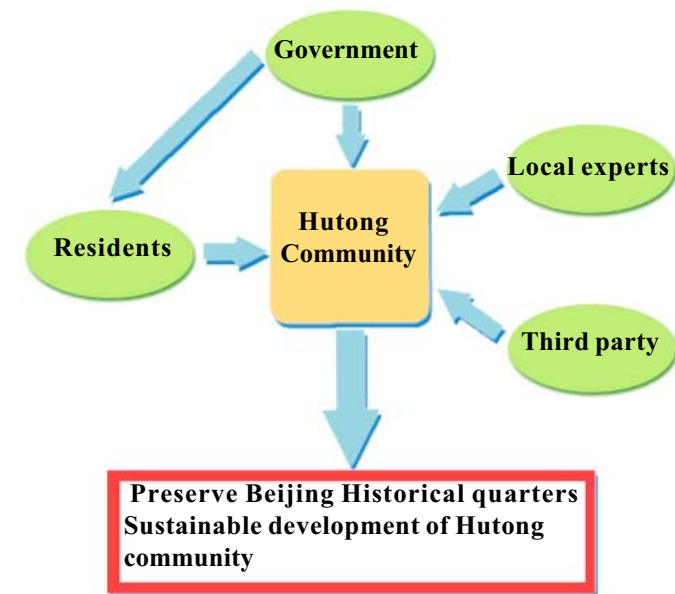 Government
Local experts
Hutong
Community
Residents
Third party
Preserve Beijing Historical quarters
Sustainable development of Hutong
community